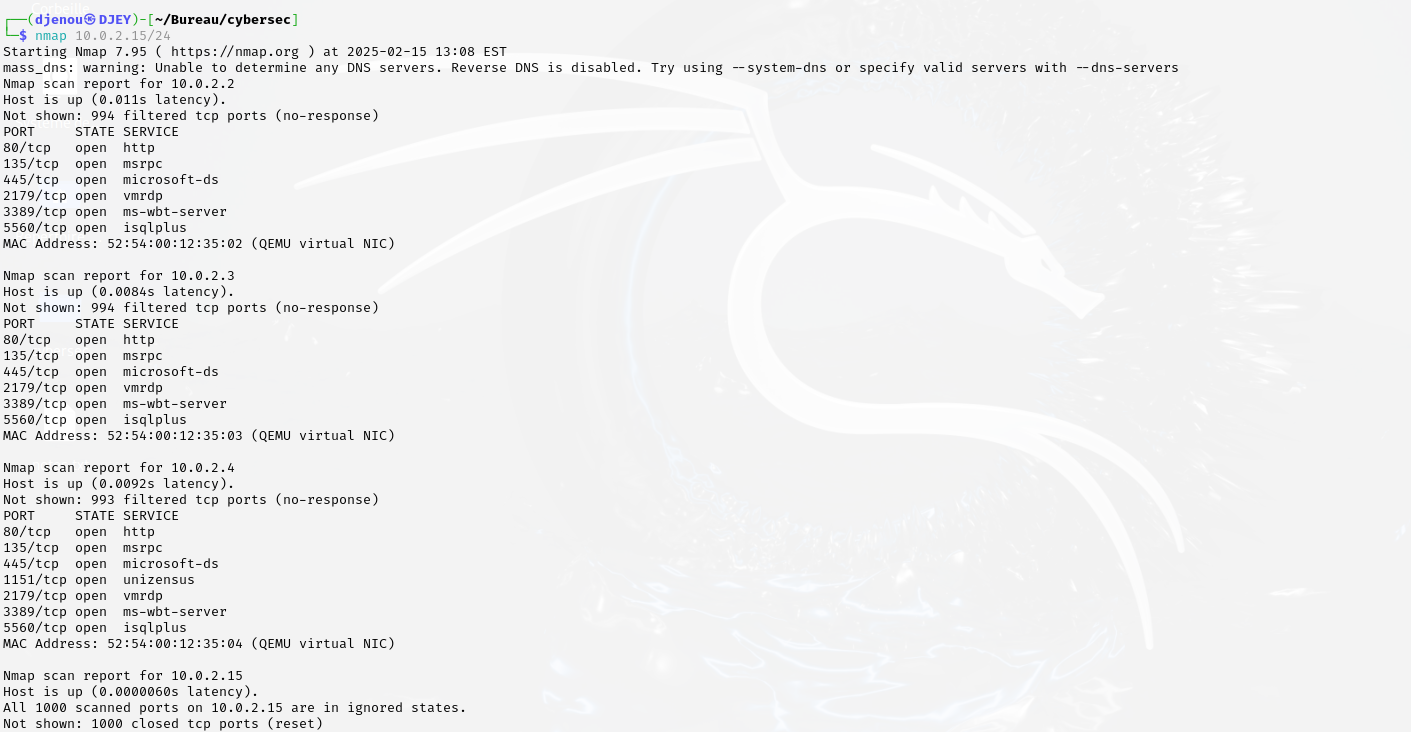 Corbeille
┌──(djenou㉿DJEY)-[~/Bureau/cybersec]
└─$ nmap 10.0.2.15/24
Starting Nmap 7.95 ( https://nmap.org ) at 2025-02-15 13:08 EST
mass_dns: warning: Unable to determine any DNS servers. Reverse DNS is disabled. Try using --system-dns or specify valid servers with --dns-servers
Nmap scan report for 10.0.2.2
Host is up (0.011s latency).
Not shown: 994 filtered tcp ports (no-response)
PORT     STATE SERVICE
80/tcp   open  http
135/tcp  open  msrpc
445/tcp  open  microsoft-ds
2179/tcp open  vmrdp
3389/tcp open  ms-wbt-server
5560/tcp open  isqlplus
MAC Address: 52:54:00:12:35:02 (QEMU virtual NIC)

Nmap scan report for 10.0.2.3
Host is up (0.0084s latency).
Not shown: 994 filtered tcp ports (no-response)
PORT     STATE SERVICE
80/tcp   open  http
135/tcp  open  msrpc
445/tcp  open  microsoft-ds
2179/tcp open  vmrdp
3389/tcp open  ms-wbt-server
5560/tcp open  isqlplus
MAC Address: 52:54:00:12:35:03 (QEMU virtual NIC)

Nmap scan report for 10.0.2.4
Host is up (0.0092s latency).
Not shown: 993 filtered tcp ports (no-response)
PORT     STATE SERVICE
80/tcp   open  http
135/tcp  open  msrpc
445/tcp  open  microsoft-ds
1151/tcp open  unizensus
2179/tcp open  vmrdp
3389/tcp open  ms-wbt-server
5560/tcp open  isqlplus
MAC Address: 52:54:00:12:35:04 (QEMU virtual NIC)

Nmap scan report for 10.0.2.15
Host is up (0.0000060s latency).
All 1000 scanned ports on 10.0.2.15 are in ignored states.
Not shown: 1000 closed tcp ports (reset)